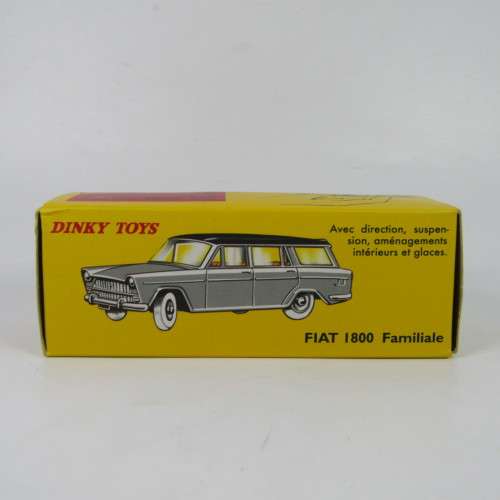 DINKY TOYS
Avec direction, suspen-
sion, aménagements
intérieurs et glaces.
FIAT 1800 Familiale